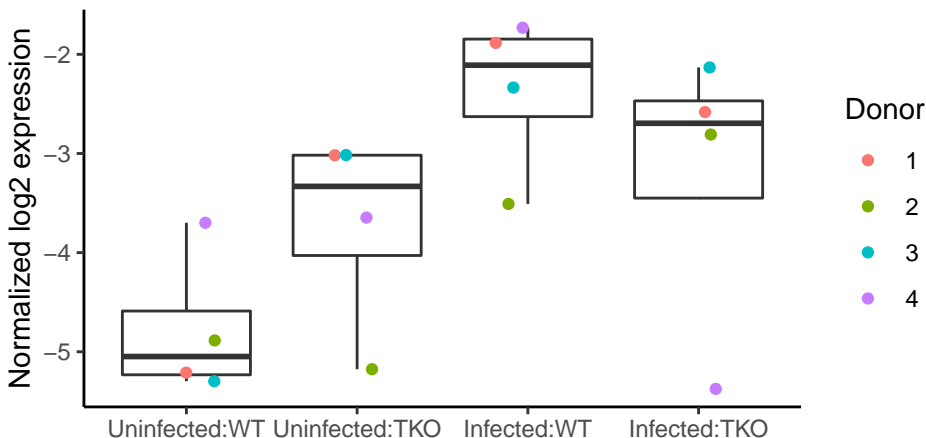 Normalized log2 expression
−2
−3
−4
−5
Uninfected:WT Uninfected:TKO Infected:WT Infected:TKO
Donor
1
2
3
4